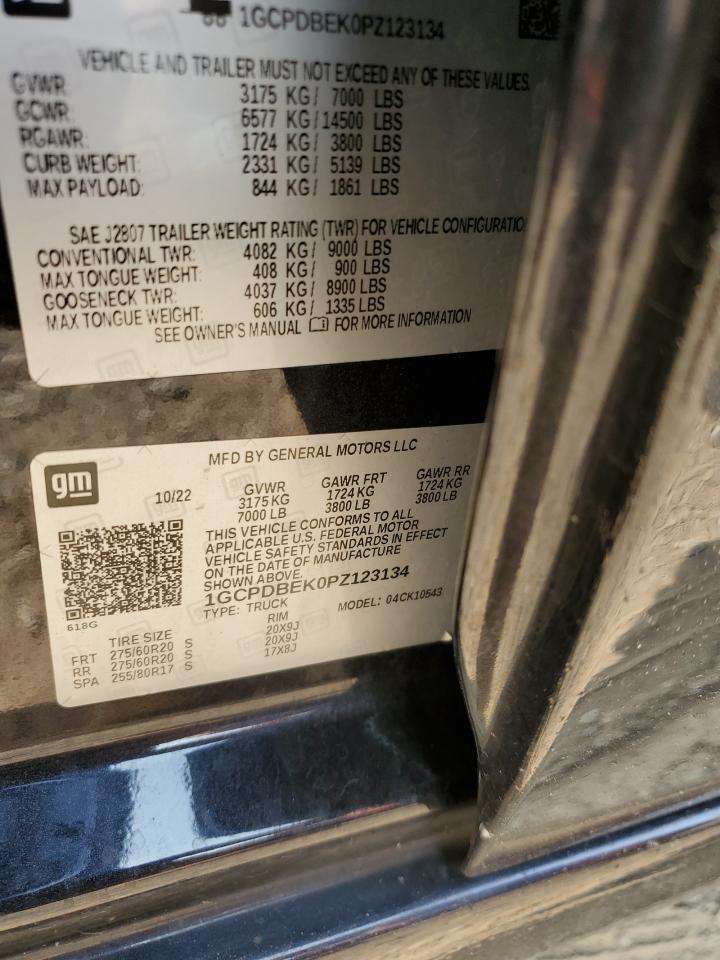 1GCPDBEK0PZ123134
VEHICLE AND TRAILER MUST NOT EXCEED ANY OF THESE VALUES.
GVWR: 3175 KG/ 7000 LBS
GCWR: 6577 KG/14500 LBS
RGAWR: 1724 KG/ 3800 LBS
CURB WEIGHT: 2331 KG/ 5139 LBS
MAX PAYLOAD: 844 KG/ 1861 LBS
SAE J2807 TRAILER WEIGHT RATING (TWR) FOR VEHICLE CONFIGURATIO
CONVENTIONAL TWR: 4082 KG/ 9000 LBS
MAX TONGUE WEIGHT: 408 KG/ 900 LBS
GOOSENECK TWR: 4037 KG/ 8900 LBS
MAX TONGUE WEIGHT: 606 KG/ 1335 LBS
SEE OWNER'S MANUAL FOR MORE INFORMATION
gm
MFD BY GENERAL MOTORS LLC
10/22 GVWR GAWR FRT GAWR RR
3175 KG 1724 KG 1724 KG
7000 LB 3800 LB 3800 LB
THIS VEHICLE CONFORMS TO ALL
APPLICABLE U.S. FEDERAL MOTOR
VEHICLE SAFETY STANDARDS IN EFFECT
ON THE DATE OF MANUFACTURE
SHOWN ABOVE.
1GCPDBEK0PZ123134
TYPE: TRUCK MODEL: 04CK10543
618G
TIRE SIZE RIM
FRT 275/60R20 S 20X9J
RR 275/60R20 S 20X9J
SPA 255/80R17 S 17X8J